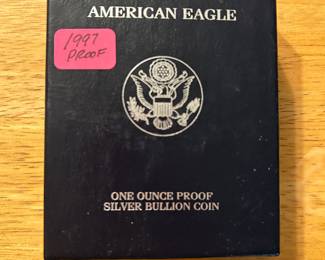 AMERICAN EAGLE
1997
PROOF
ONE OUNCE PROOF
SILVER BULLION COIN